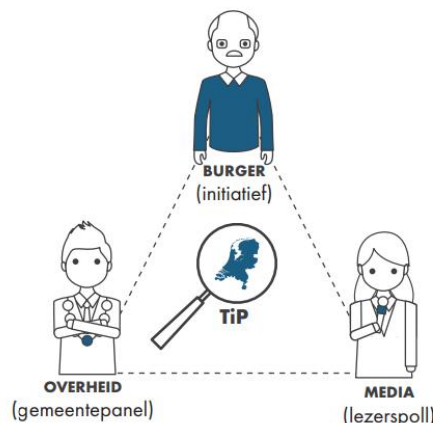 BURGER
(initiatief)
TiP
OVERHEID
(gemeentepanel)
MEDIA
(lezerspoll)